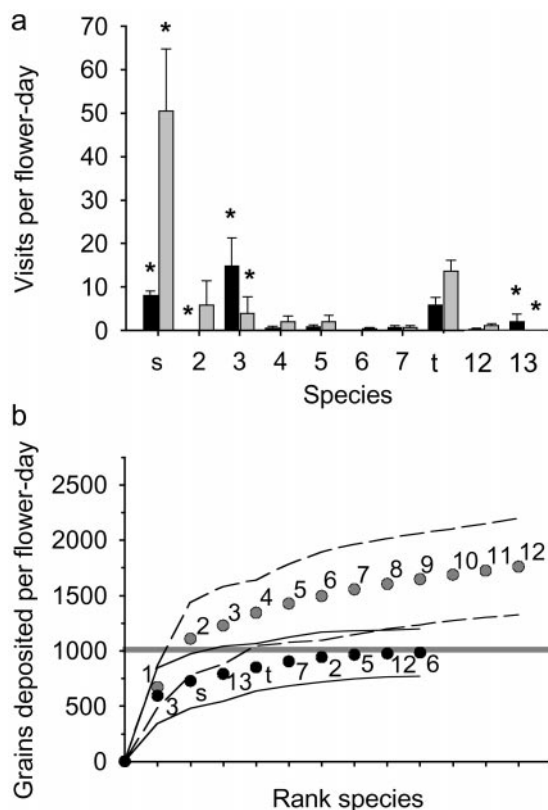 a
70
60
50
40
30
20
10
0
Visits per flower-day
* * * * * * *
s 2 3 4 5 6 7 t 12 13
Species
b
2500
2000
1500
1000
500
0
Grains deposited per flower-day
1 2 3 4 5 6 7 8 9 10 11 12
3 s 13 t 7 2 5 12 6
Rank species